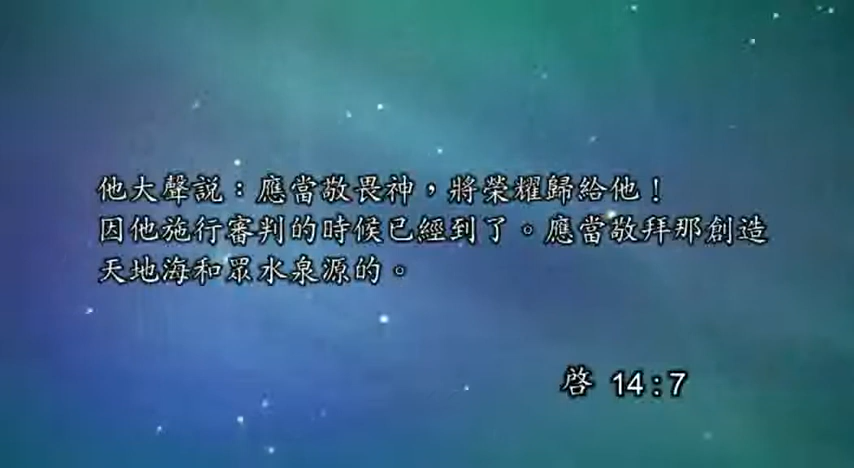 他大聲說：應當敬畏神，將榮耀歸給他！
因他施行審判的時候已經到了。應當敬拜那創造
天地海和眾水泉源的。
啓 14：7